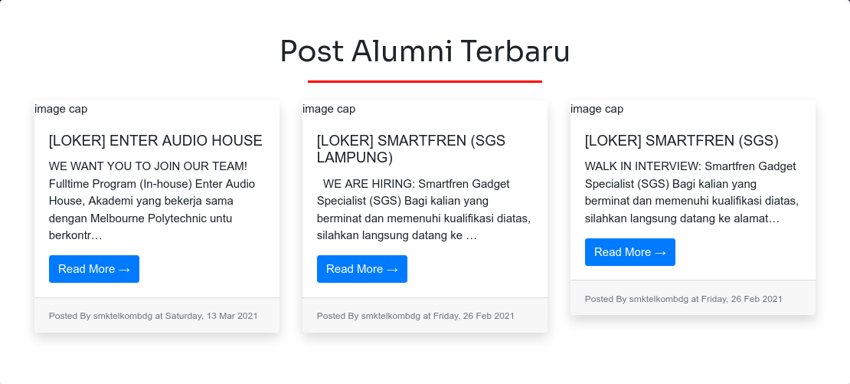 Post Alumni Terbaru
image cap
[LOKER] ENTER AUDIO HOUSE
WE WANT YOU TO JOIN OUR TEAM!
Fulltime Program (In-house) Enter Audio
House, Akademi yang bekerja sama
dengan Melbourne Polytechnic untu
berkontr…
Read More →
Posted By smktelkombdg at Saturday, 13 Mar 2021
image cap
[LOKER] SMARTFREN (SGS
LAMPUNG)
WE ARE HIRING: Smartfren Gadget
Specialist (SGS) Bagi kalian yang
berminat dan memenuhi kualifikasi diatas,
silahkan langsung datang ke …
Read More →
Posted By smktelkombdg at Friday, 26 Feb 2021
image cap
[LOKER] SMARTFREN (SGS)
WALK IN INTERVIEW: Smartfren Gadget
Specialist (SGS) Bagi kalian yang
berminat dan memenuhi kualifikasi diatas,
silahkan langsung datang ke alamat…
Read More →
Posted By smktelkombdg at Friday, 26 Feb 2021